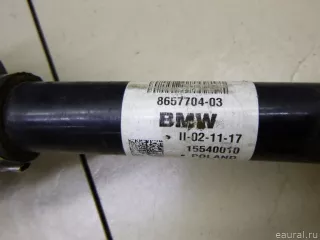 8657704-03
BMW
II-02-11-17
15540010
POLAND
eaural.ru